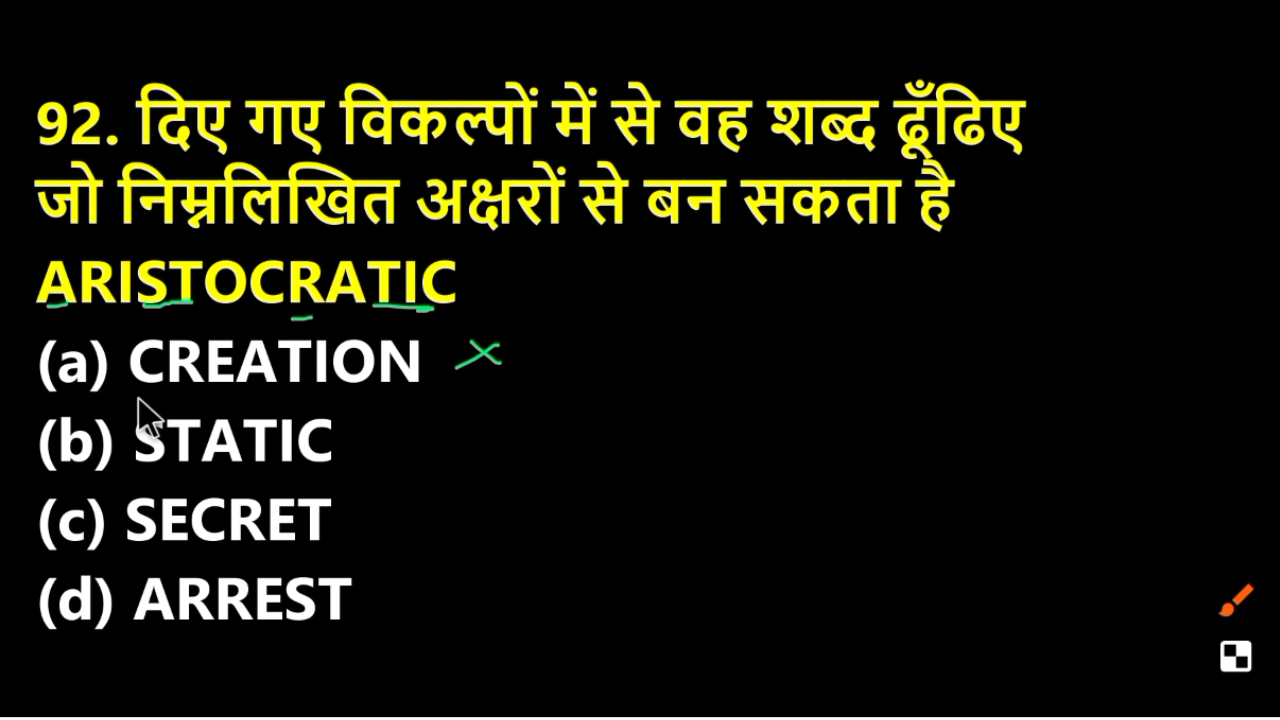 92. दिए गए विकल्पों में से वह शब्द ढूँढिए
जो निम्नलिखित अक्षरों से बन सकता है
ARISTOCRATIC
(a) CREATION
(b) STATIC
(c) SECRET
(d) ARREST